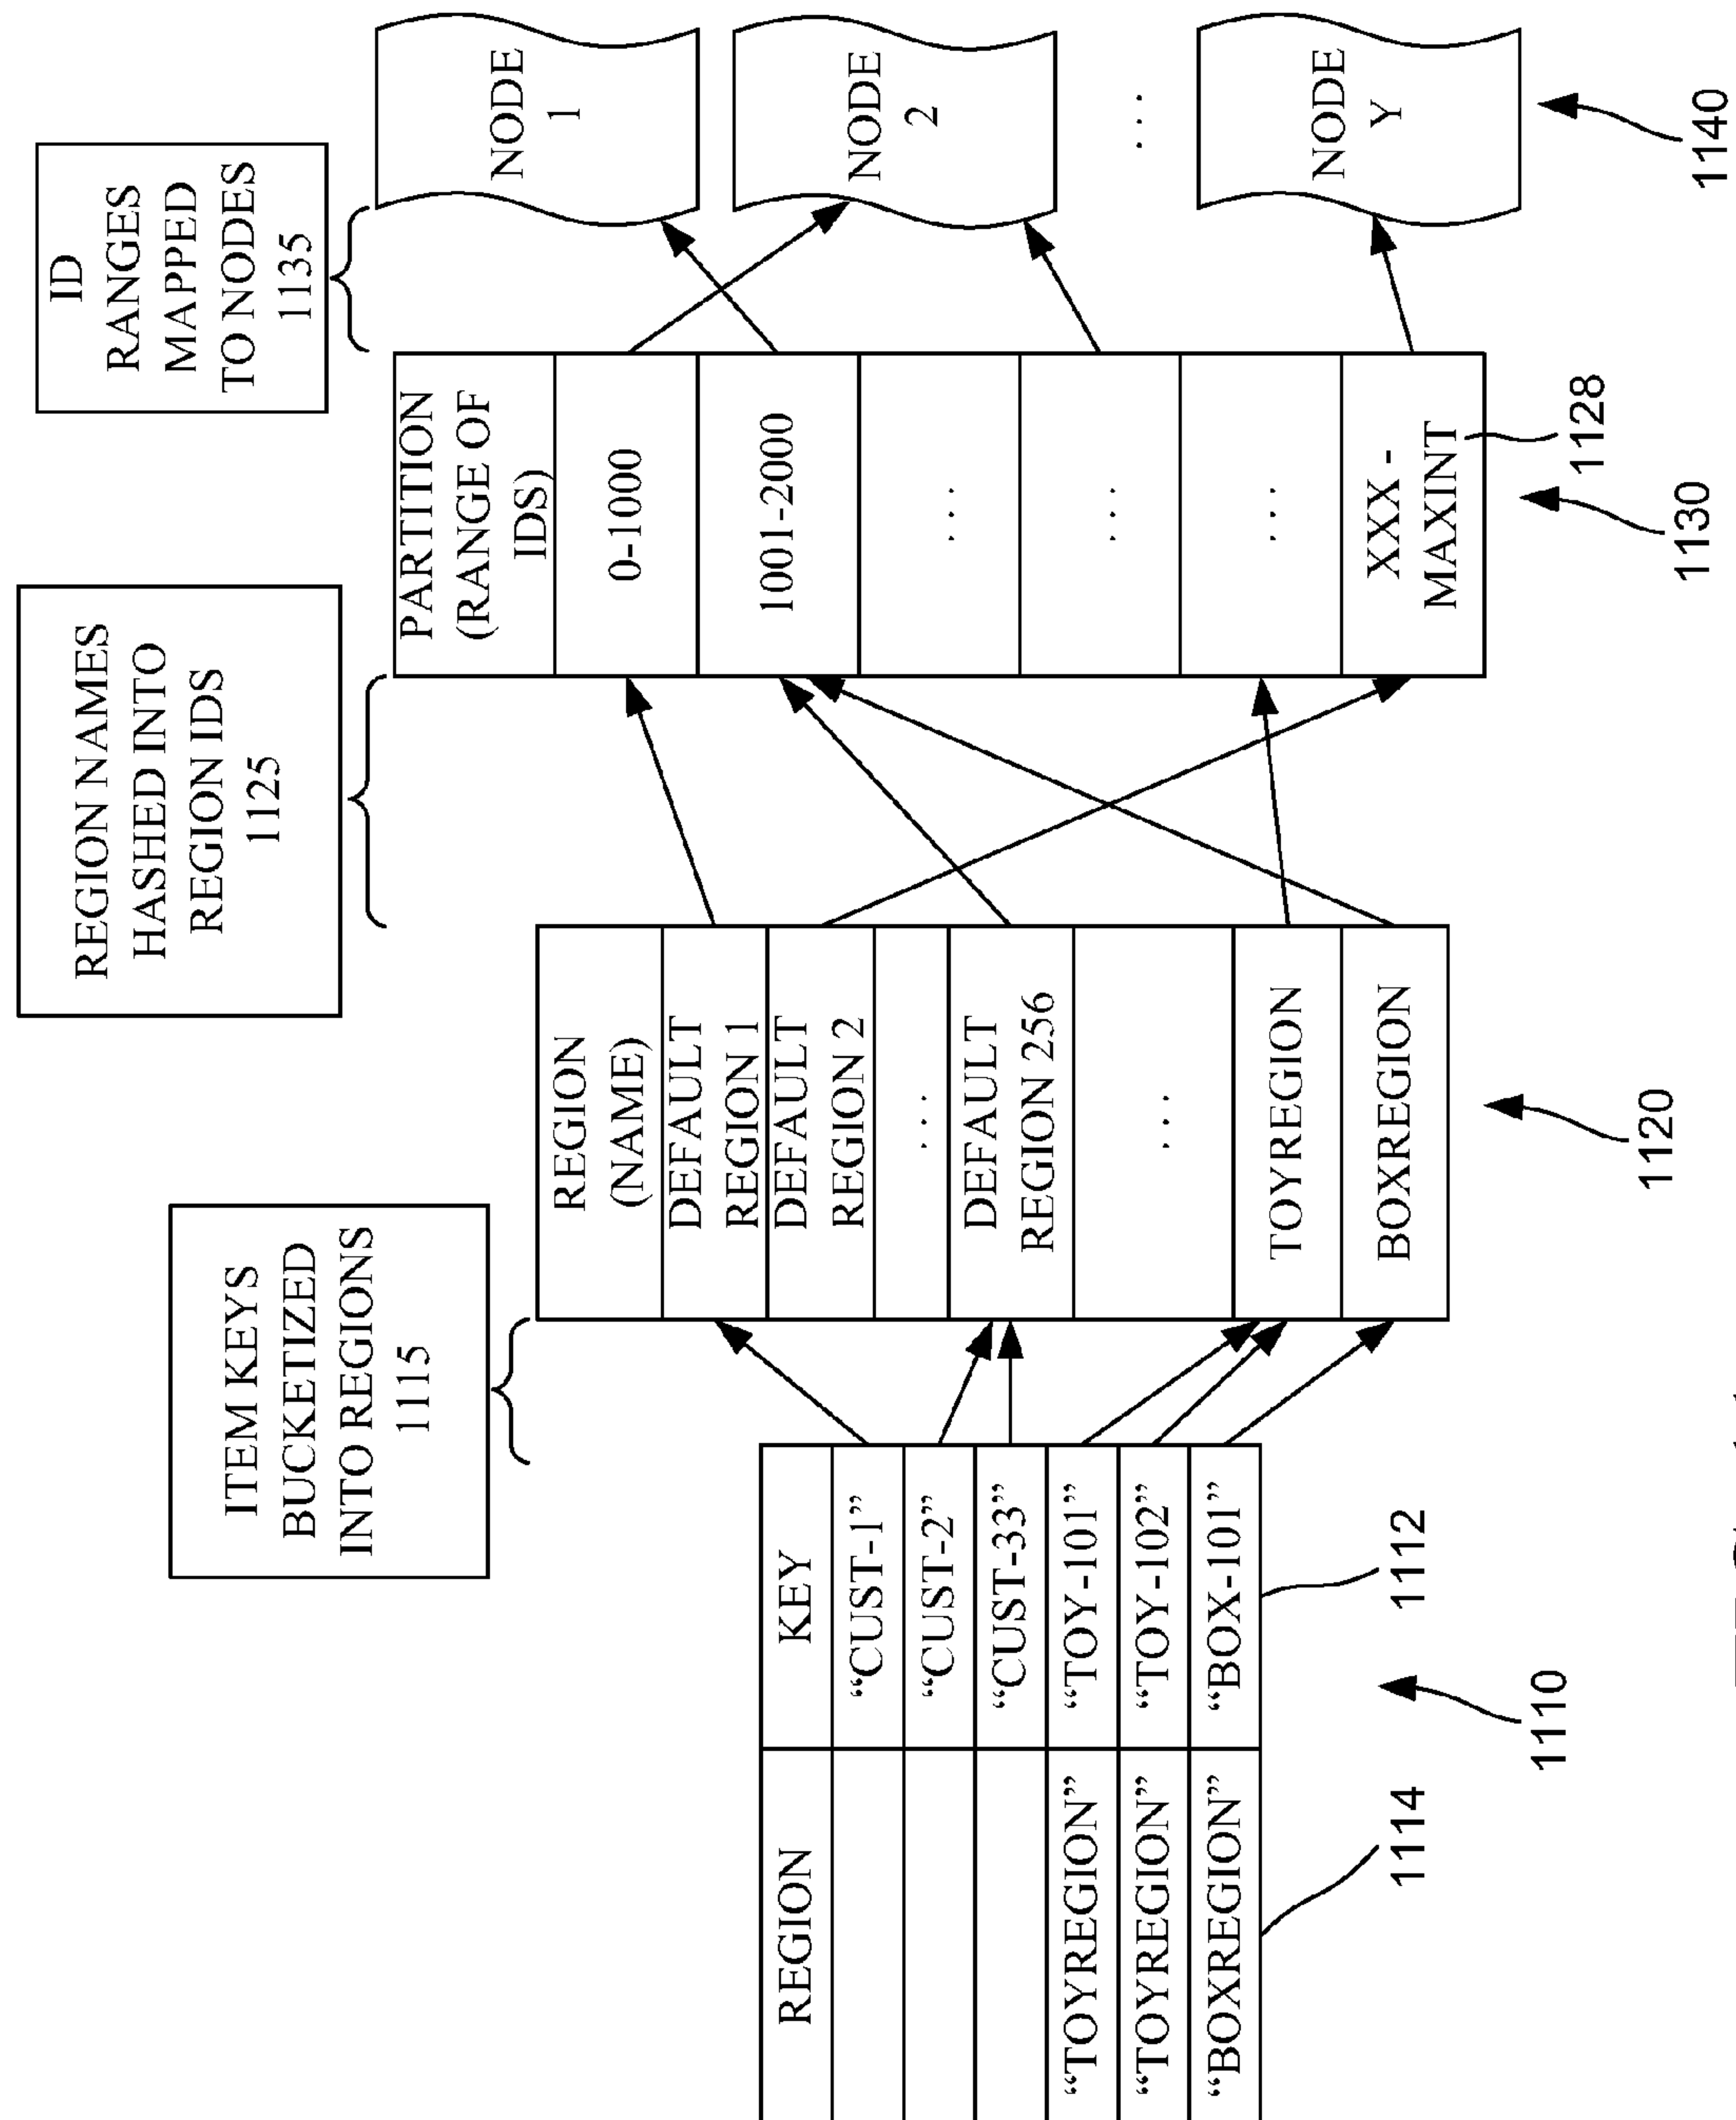 ITEM KEYS
BUCKETIZED
INTO REGIONS
1115
REGION NAMES
HASHED INTO
REGION IDS
1125
ID
RANGES
MAPPED
TO NODES
1135
REGION
KEY
“CUST-1”
“CUST-2”
“CUST-33”
“TOYREGION”
“TOY-101”
“TOYREGION”
“TOY-102”
“BOXREGION”
“BOX-101”
1114
1112
1110
REGION
(NAME)
DEFAULT
REGION 1
DEFAULT
REGION 2
...
DEFAULT
REGION 256
...
TOYREGION
BOXREGION
1120
PARTITION
(RANGE OF
IDS)
0-1000
1001-2000
...
...
...
XXX -
MAXINT
1128
1130
NODE
1
NODE
2
...
NODE
Y
1140